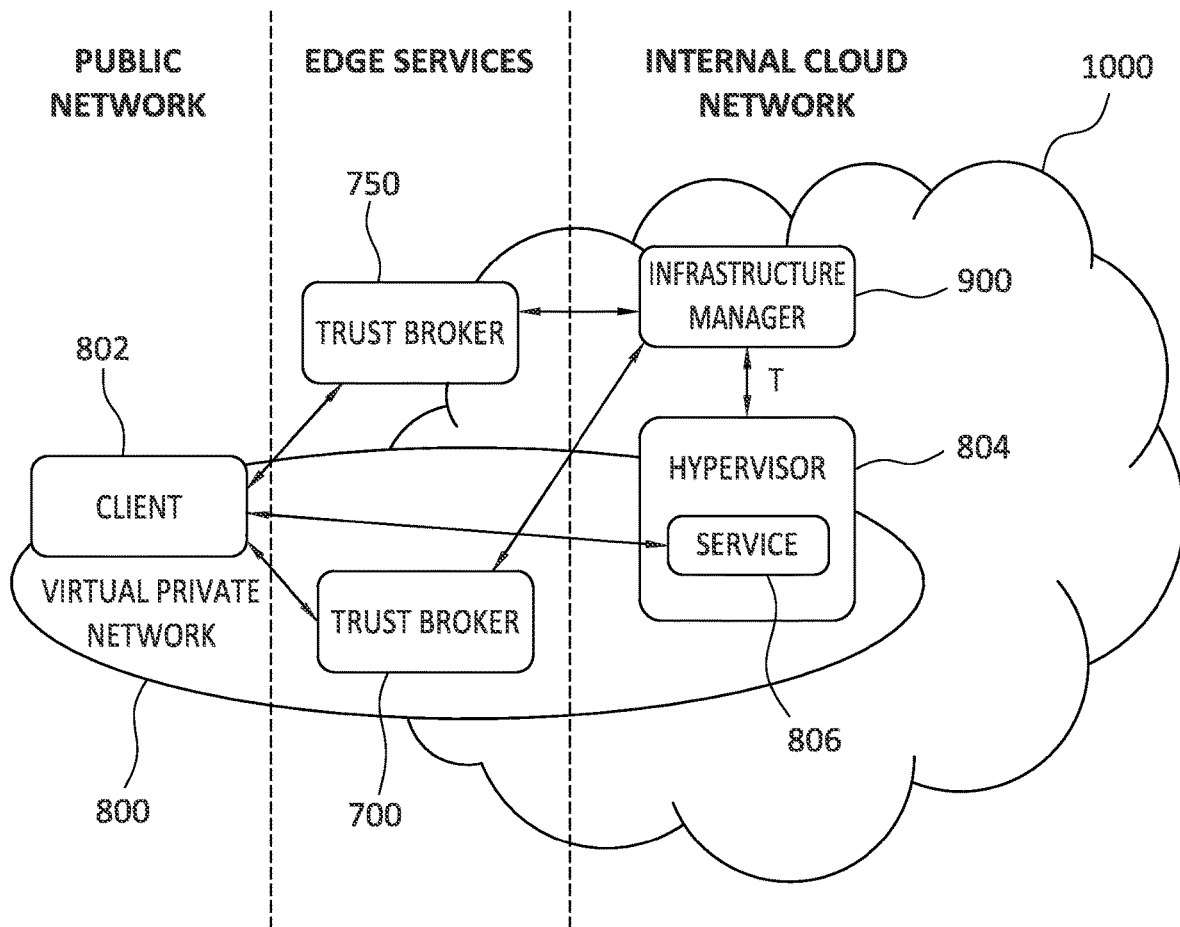 PUBLIC
NETWORK
EDGE SERVICES
INTERNAL CLOUD
NETWORK
1000
750
INFRASTRUCTURE
MANAGER
900
TRUST BROKER
802
T
HYPERVISOR
804
CLIENT
SERVICE
VIRTUAL PRIVATE
NETWORK
TRUST BROKER
806
800
700